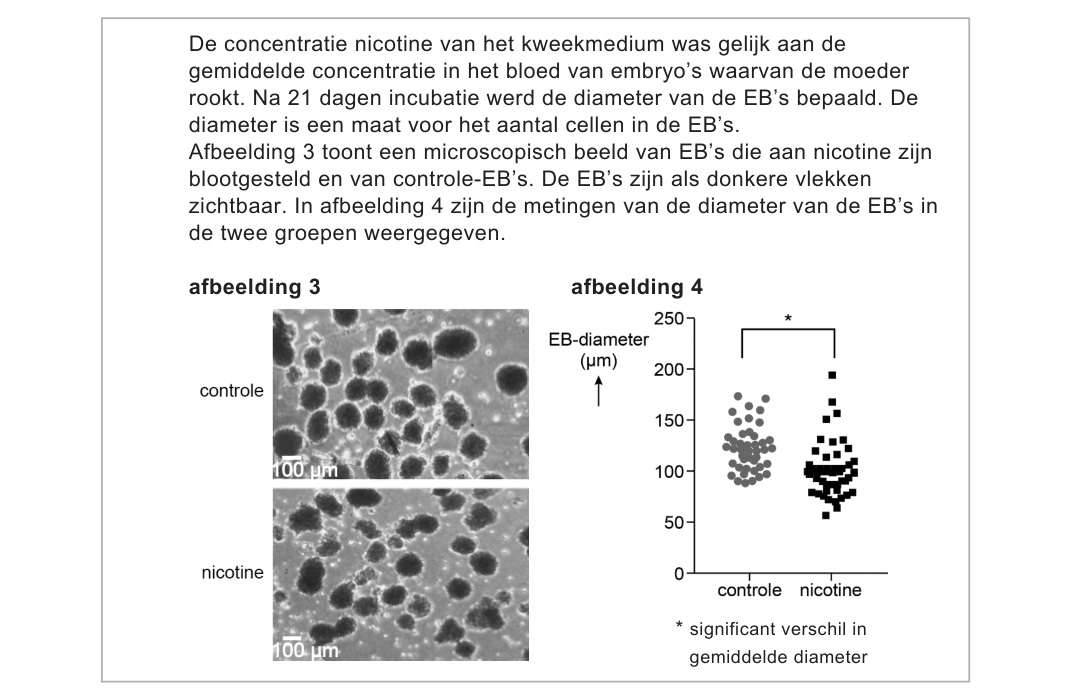 De concentratie nicotine van het kweekmedium was gelijk aan de
gemiddelde concentratie in het bloed van embryo’s waarvan de moeder
rookt. Na 21 dagen incubatie werd de diameter van de EB’s bepaald. De
diameter is een maat voor het aantal cellen in de EB’s.
Afbeelding 3 toont een microscopisch beeld van EB’s die aan nicotine zijn
blootgesteld en van controle-EB’s. De EB’s zijn als donkere vlekken
zichtbaar. In afbeelding 4 zijn de metingen van de diameter van de EB’s in
de twee groepen weergegeven.
afbeelding 3
controle
100 µm
nicotine
100 µm
afbeelding 4
EB-diameter
(µm)
250
200
150
100
50
0
*
controle nicotine
* significant verschil in
gemiddelde diameter